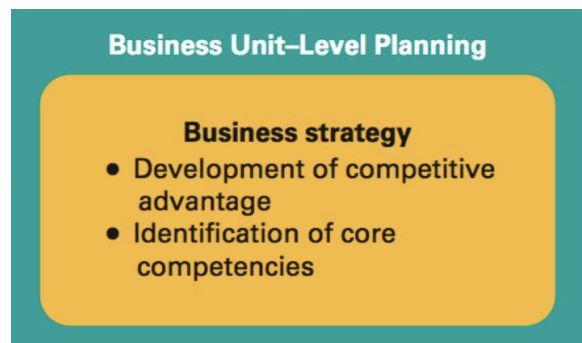 Business Unit–Level Planning
Business strategy
• Development of competitive
advantage
• Identification of core
competencies